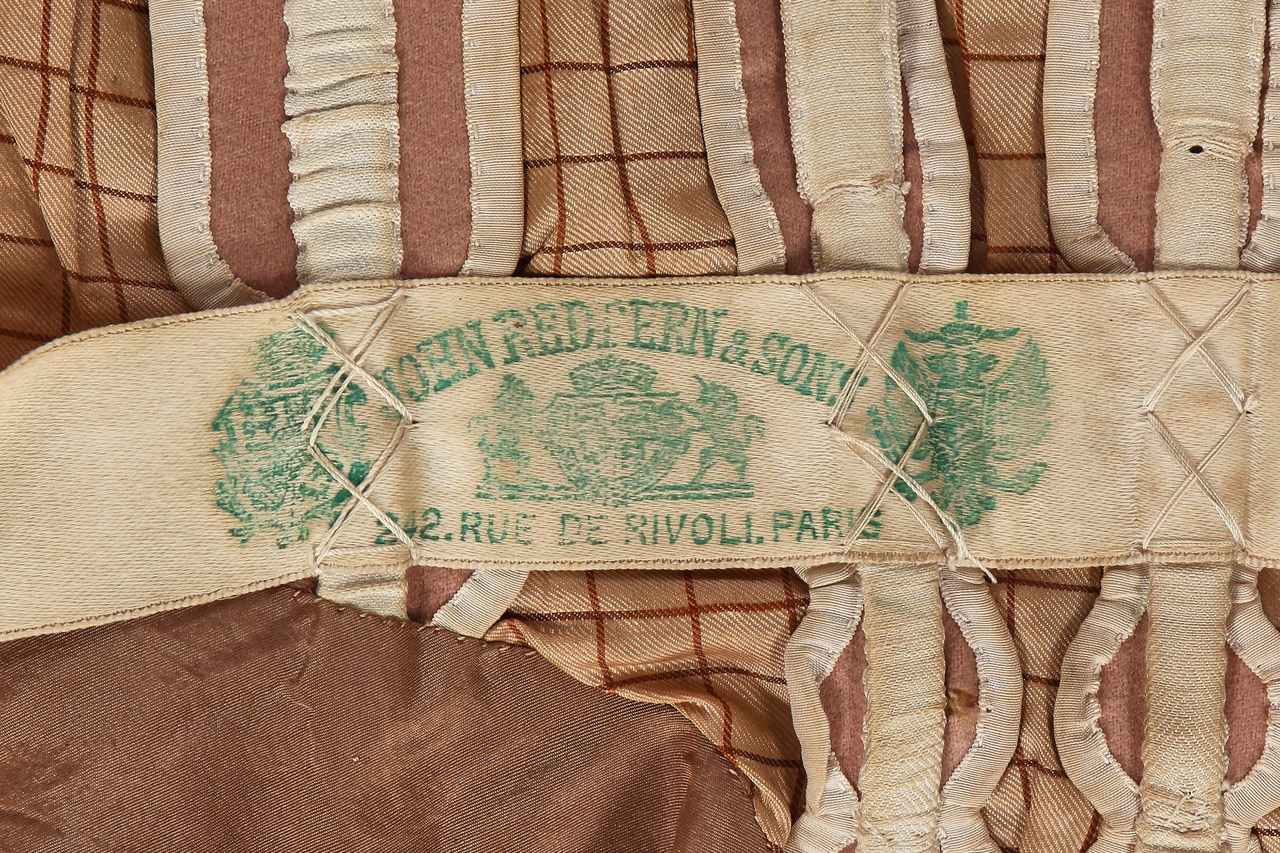 JOHN REDFERN & SONS
242. RUE DE RIVOLI. PARIS